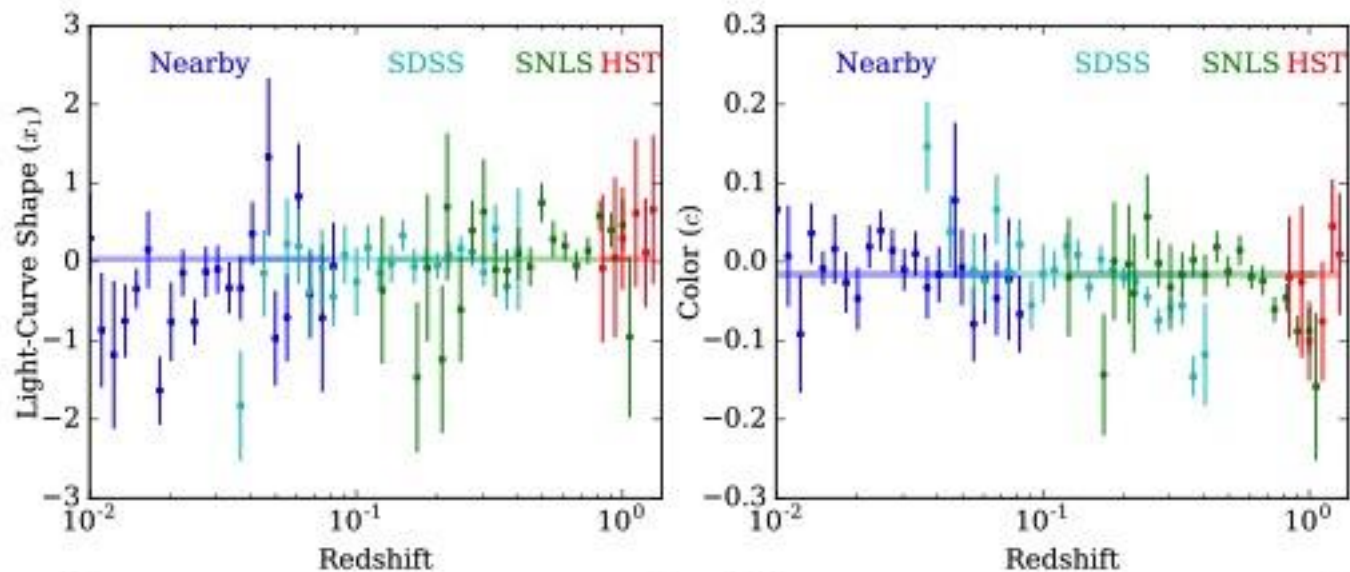 Nearby SDSS SNLS HST
3
2
1
0
−1
−2
−3
Light-Curve Shape (x₁)
10⁻² 10⁻¹ 10⁰
Redshift
Nearby SDSS SNLS HST
0.3
0.2
0.1
0.0
−0.1
−0.2
−0.3
Color (c)
10⁻² 10⁻¹ 10⁰
Redshift